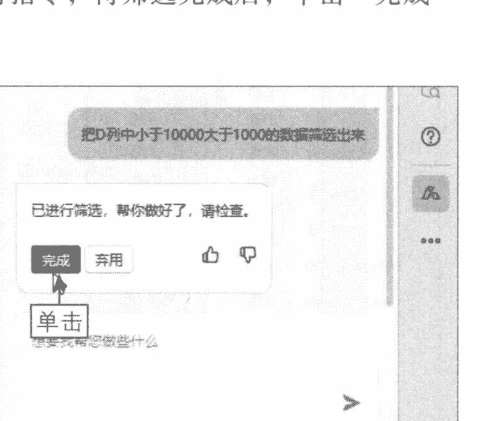 指令，待筛选完成后，单击“完成”
把D列中小于10000大于1000的数据筛选出来
已进行筛选，帮你做好了，请检查。
完成 弃用
单击
想要我帮您做些什么